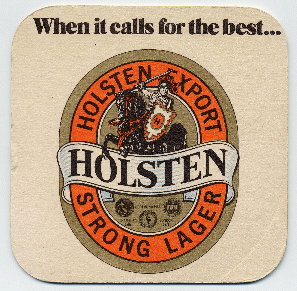 When it calls for the best...
HOLSTEN EXPORT
HOLSTEN
STRONG LAGER